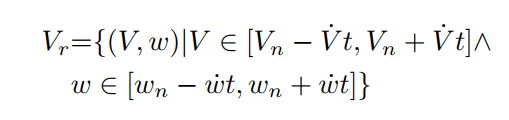 V_r={(V, w)|V ∈ [V_n − V̇t, V_n + V̇t]∧
w ∈ [w_n − ẇt, w_n + ẇt]}